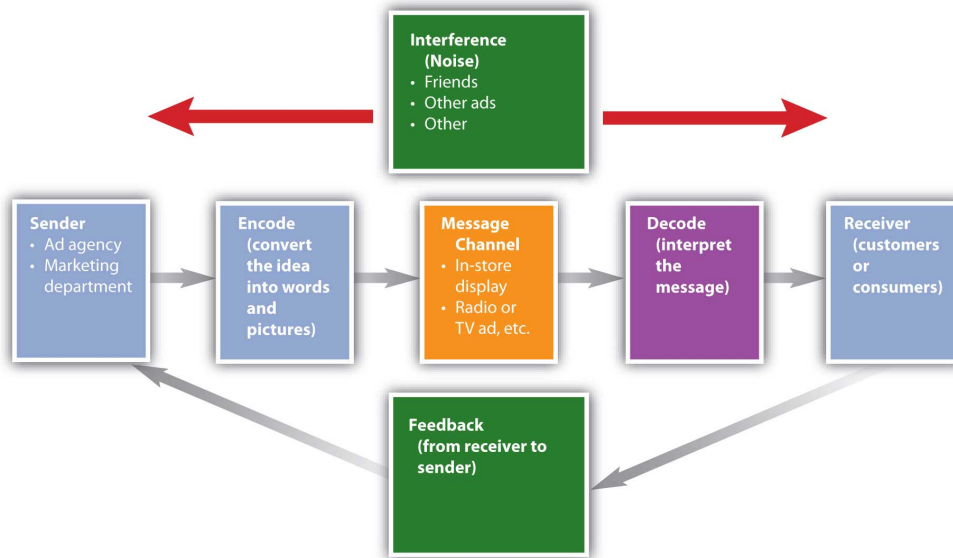 Interference
(Noise)
• Friends
• Other ads
• Other
Sender
• Ad agency
• Marketing
department
Encode
(convert
the idea
into words
and
pictures)
Message
Channel
• In-store
display
• Radio or
TV ad, etc.
Decode
(interpret
the
message)
Receiver
(customers
or
consumers)
Feedback
(from receiver to
sender)